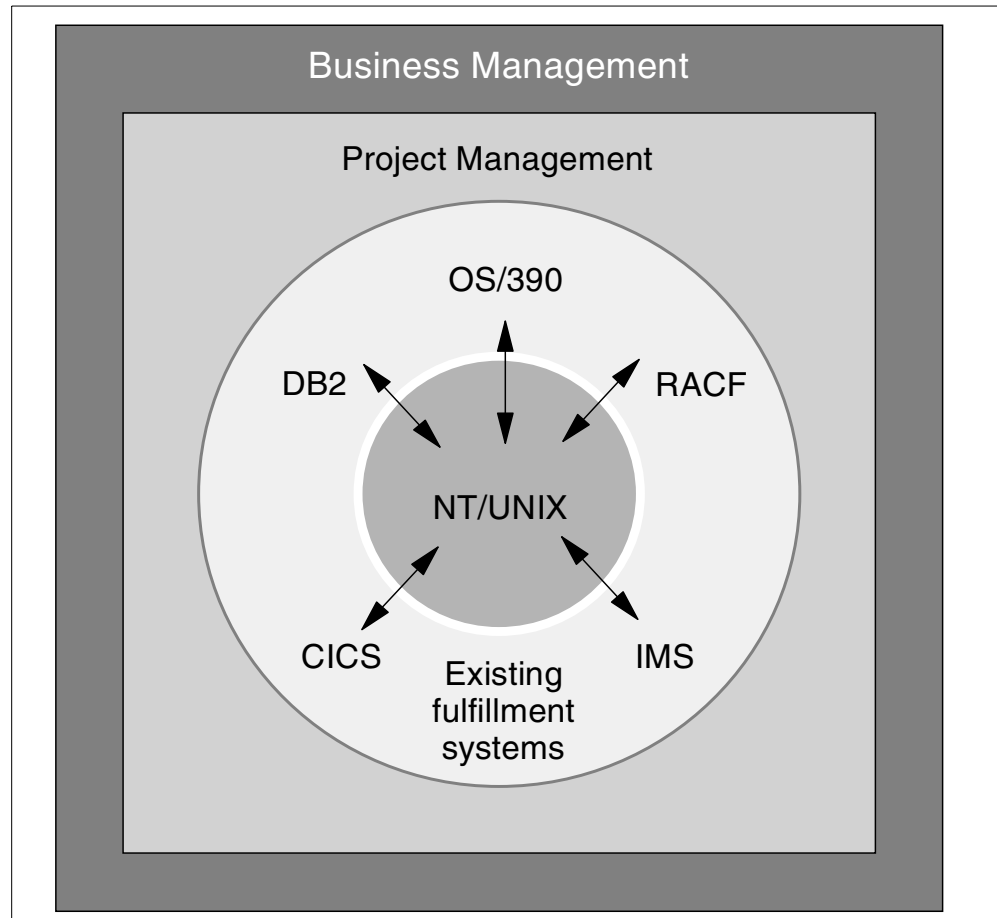 Business Management
Project Management
OS/390
DB2
RACF
NT/UNIX
CICS
IMS
Existing
fulfillment
systems